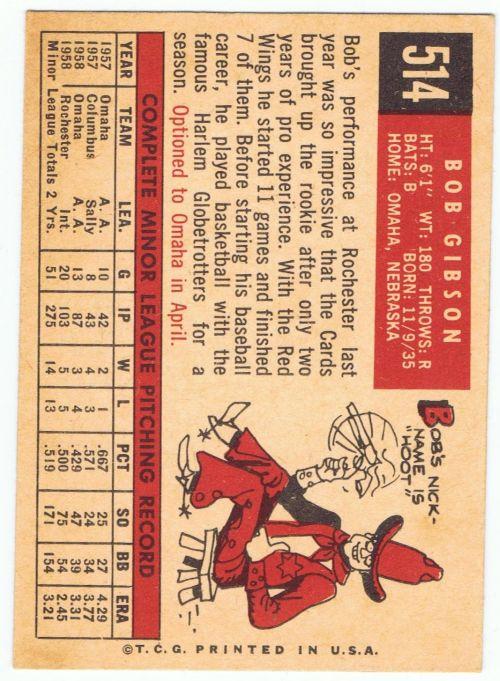 514
BOB GIBSON
HT: 6'1" WT: 180 THROWS: R
BATS: B BORN: 11/9/35
HOME: OMAHA, NEBRASKA
Bob's performance at Rochester last
year was so impressive that the Cards
brought up the rookie after only two
years of pro experience. With the Red
Wings he started 11 games and finished
7 of them. Before starting his baseball
career, he played basketball with the
famous Harlem Globetrotters for a
season. Optioned to Omaha in April.
BOB'S NICK-
NAME IS
"HOOT"
COMPLETE MINOR LEAGUE PITCHING RECORD
YEAR TEAM LEA. G IP W L PCT SO BB ERA
1957 Omaha A. A. 10 42 2 1 .667 25 27 4.29
1957 Columbus Sally 8 43 4 3 .571 24 34 3.77
1958 Omaha A. A. 13 87 3 4 .429 47 39 3.31
1958 Rochester Int. 20 103 5 5 .500 75 54 2.45
Minor League Totals 2 Yrs. 51 275 14 13 .519 171 154 3.21
©T.C.G. PRINTED IN U.S.A.